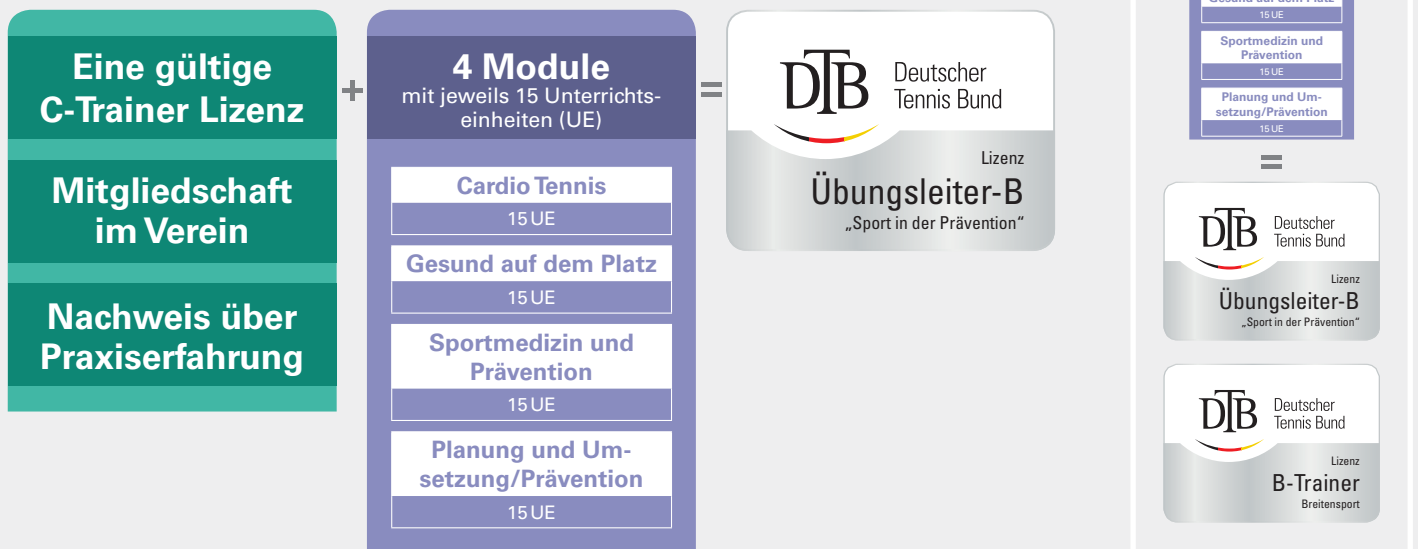 Eine gültige
C-Trainer Lizenz
Mitgliedschaft
im Verein
Nachweis über
Praxiserfahrung
+
4 Module
mit jeweils 15 Unterrichts-
einheiten (UE)
Cardio Tennis
15 UE
Gesund auf dem Platz
15 UE
Sportmedizin und
Prävention
15 UE
Planung und Um-
setzung/Prävention
15 UE
=
DTB
Deutscher
Tennis Bund
Lizenz
Übungsleiter-B
„Sport in der Prävention“
Gesund auf dem Platz
15 UE
Sportmedizin und
Prävention
15 UE
Planung und Um-
setzung/Prävention
15 UE
=
DTB
Deutscher
Tennis Bund
Lizenz
Übungsleiter-B
„Sport in der Prävention“
DTB
Deutscher
Tennis Bund
Lizenz
B-Trainer
Breitensport